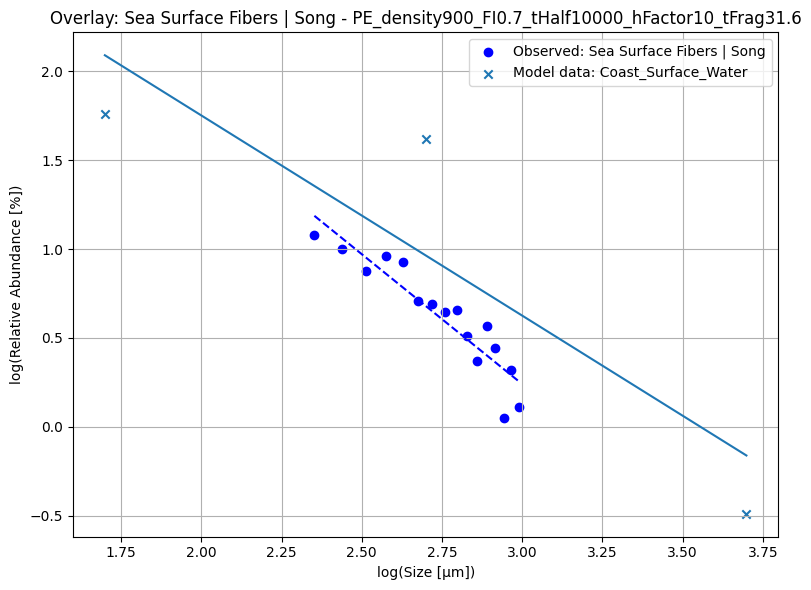 Overlay: Sea Surface Fibers | Song - PE_density900_FI0.7_tHalf10000_hFactor10_tFrag31.6
Observed: Sea Surface Fibers | Song
Model data: Coast_Surface_Water
log(Relative Abundance [%])
2.0
1.5
1.0
0.5
0.0
−0.5
1.75 2.00 2.25 2.50 2.75 3.00 3.25 3.50 3.75
log(Size [μm])